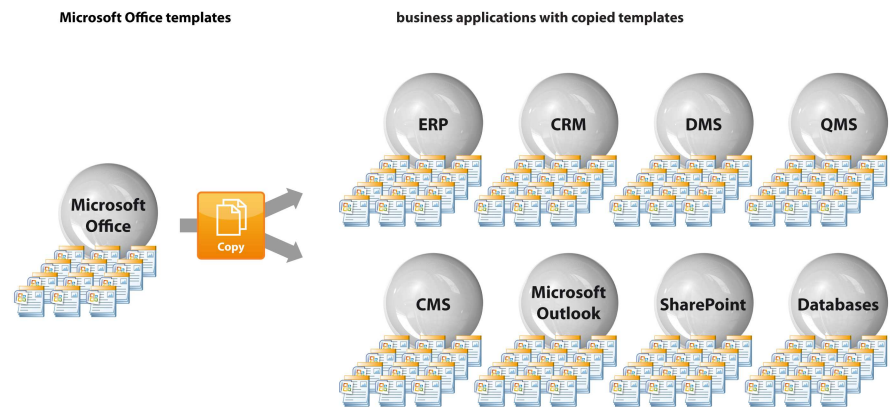 Microsoft Office templates
business applications with copied templates
ERP
CRM
DMS
QMS
Microsoft
Office
Copy
CMS
Microsoft
Outlook
SharePoint
Databases